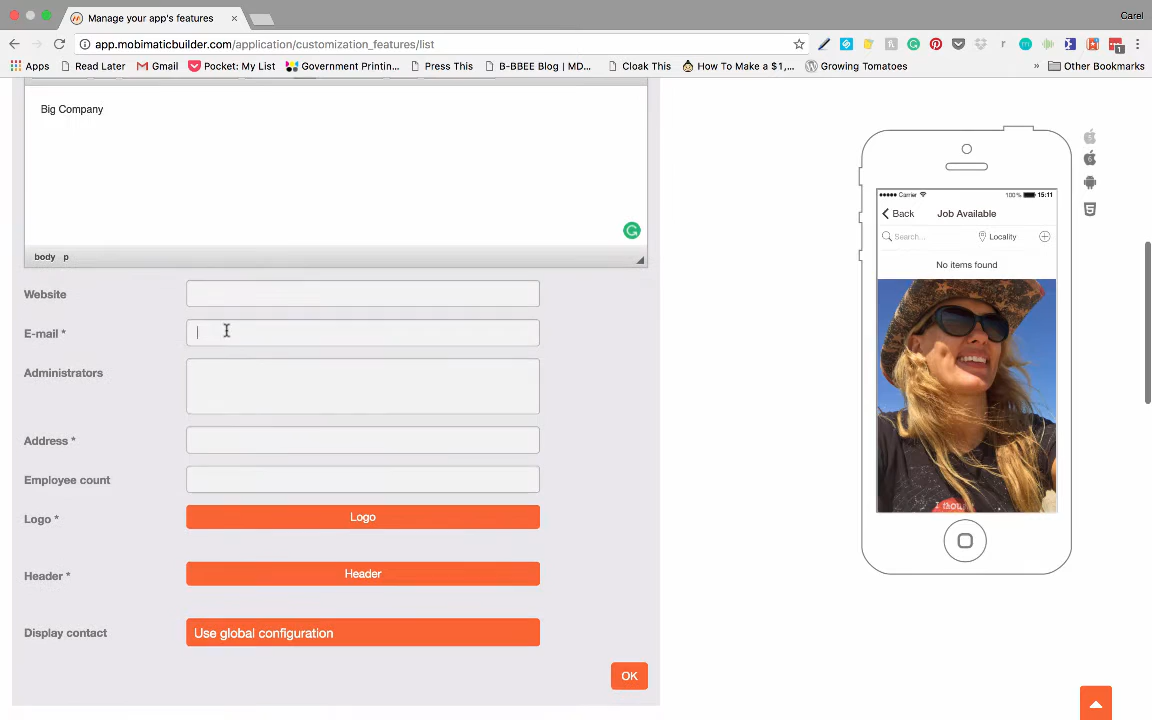 Manage your app's features
Carel
app.mobimaticbuilder.com/application/customization_features/list
Apps
Read Later
Gmail
Pocket: My List
Government Printin...
Press This
B-BBEE Blog | MD...
Cloak This
How To Make a $1,...
Growing Tomatoes
»
Other Bookmarks
Big Company
body p
Website
E-mail *
Administrators
Address *
Employee count
Logo *
Logo
Header *
Header
Display contact
Use global configuration
OK
Carrier
100%
15:11
Back
Job Available
Search...
Locality
No items found
I thou